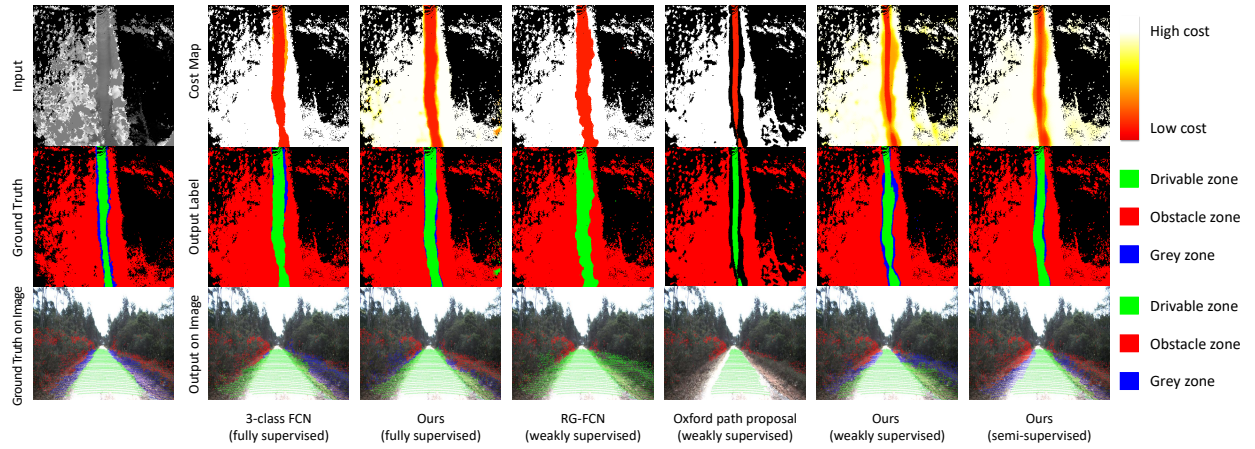 Input
Cost Map
High cost
Low cost
Ground Truth
Output Label
Drivable zone
Obstacle zone
Grey zone
Ground Truth on Image
Output on Image
Drivable zone
Obstacle zone
Grey zone
3-class FCN
(fully supervised)
Ours
(fully supervised)
RG-FCN
(weakly supervised)
Oxford path proposal
(weakly supervised)
Ours
(weakly supervised)
Ours
(semi-supervised)